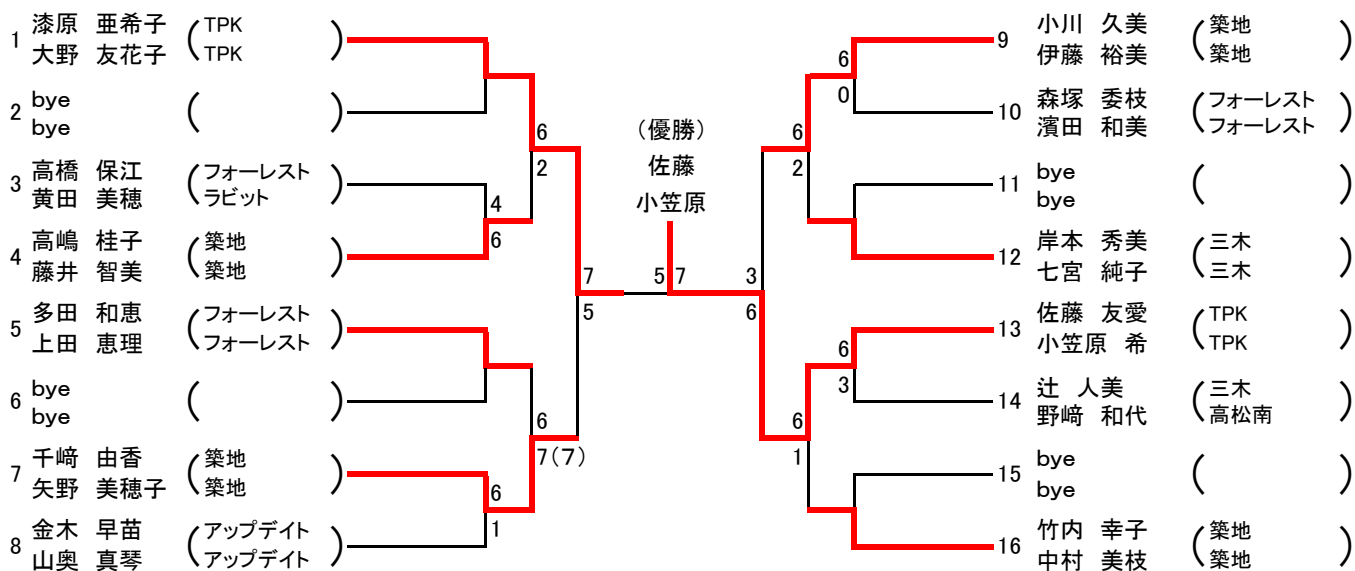 1 漆原 亜希子 (TPK)
大野 友花子 (TPK)
2 bye ( )
bye
3 高橋 保江 (フォーレスト)
黄田 美穂 (ラビット)
4 高嶋 桂子 (築地)
藤井 智美 (築地)
5 多田 和恵 (フォーレスト)
上田 恵理 (フォーレスト)
6 bye ( )
bye
7 千﨑 由香 (築地)
矢野 美穂子 (築地)
8 金木 早苗 (アップデイト)
山奥 真琴 (アップデイト)
4
6
6
1
6
2
6
7(7)
7
5
(優勝)
佐藤
小笠原
5 7
3
6
6
2
6
1
6
0
6
3
9 小川 久美 (築地)
伊藤 裕美 (築地)
10 森塚 委枝 (フォーレスト)
濱田 和美 (フォーレスト)
11 bye ( )
bye
12 岸本 秀美 (三木)
七宮 純子 (三木)
13 佐藤 友愛 (TPK)
小笠原 希 (TPK)
14 辻 人美 (三木)
野﨑 和代 (高松南)
15 bye ( )
bye
16 竹内 幸子 (築地)
中村 美枝 (築地)